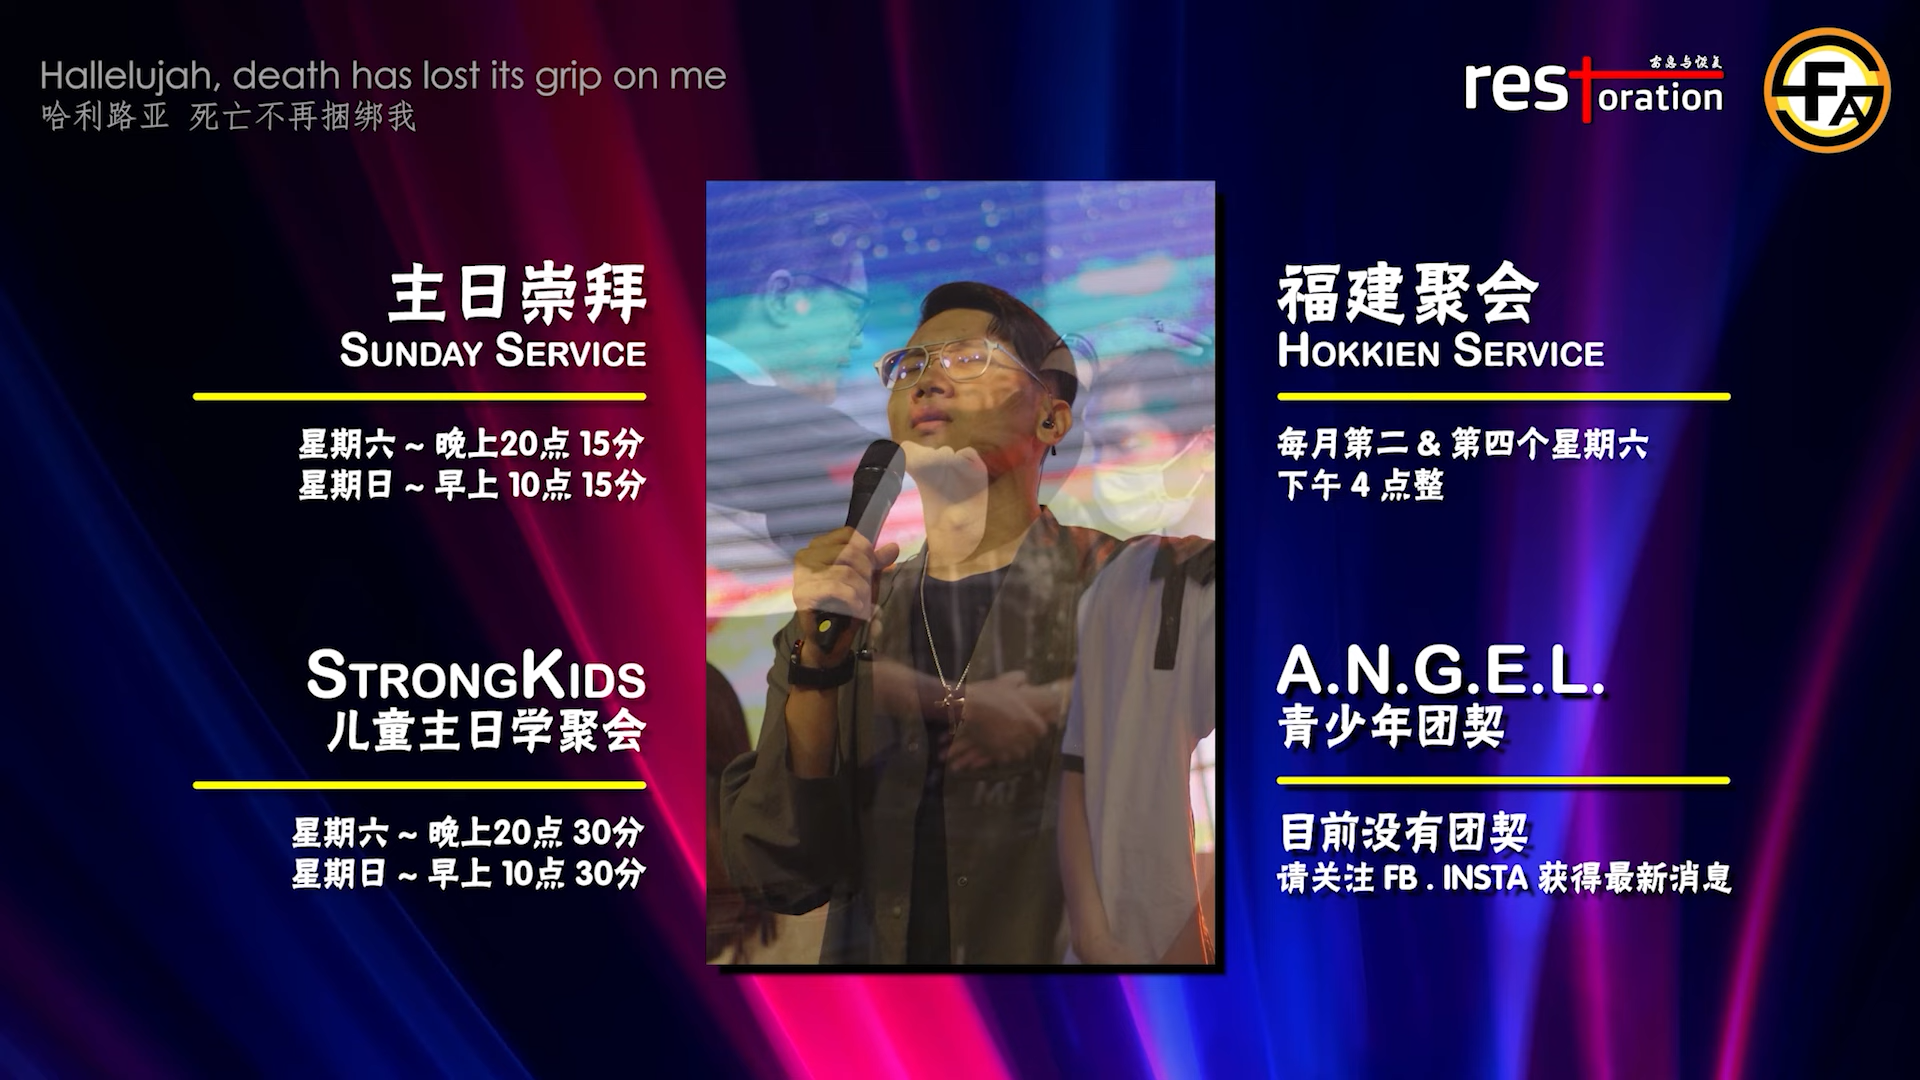 Hallelujah, death has lost its grip on me
哈利路亚 死亡不再捆绑我
安息与恢复
restoration
SFA
主日崇拜
SUNDAY SERVICE
星期六 ~ 晚上20点 15分
星期日 ~ 早上 10点 15分
STRONGKIDS
儿童主日学聚会
星期六 ~ 晚上20点 30分
星期日 ~ 早上 10点 30分
福建聚会
HOKKIEN SERVICE
每月第二 & 第四个星期六
下午 4 点整
A.N.G.E.L.
青少年团契
目前没有团契
请关注 FB . INSTA 获得最新消息